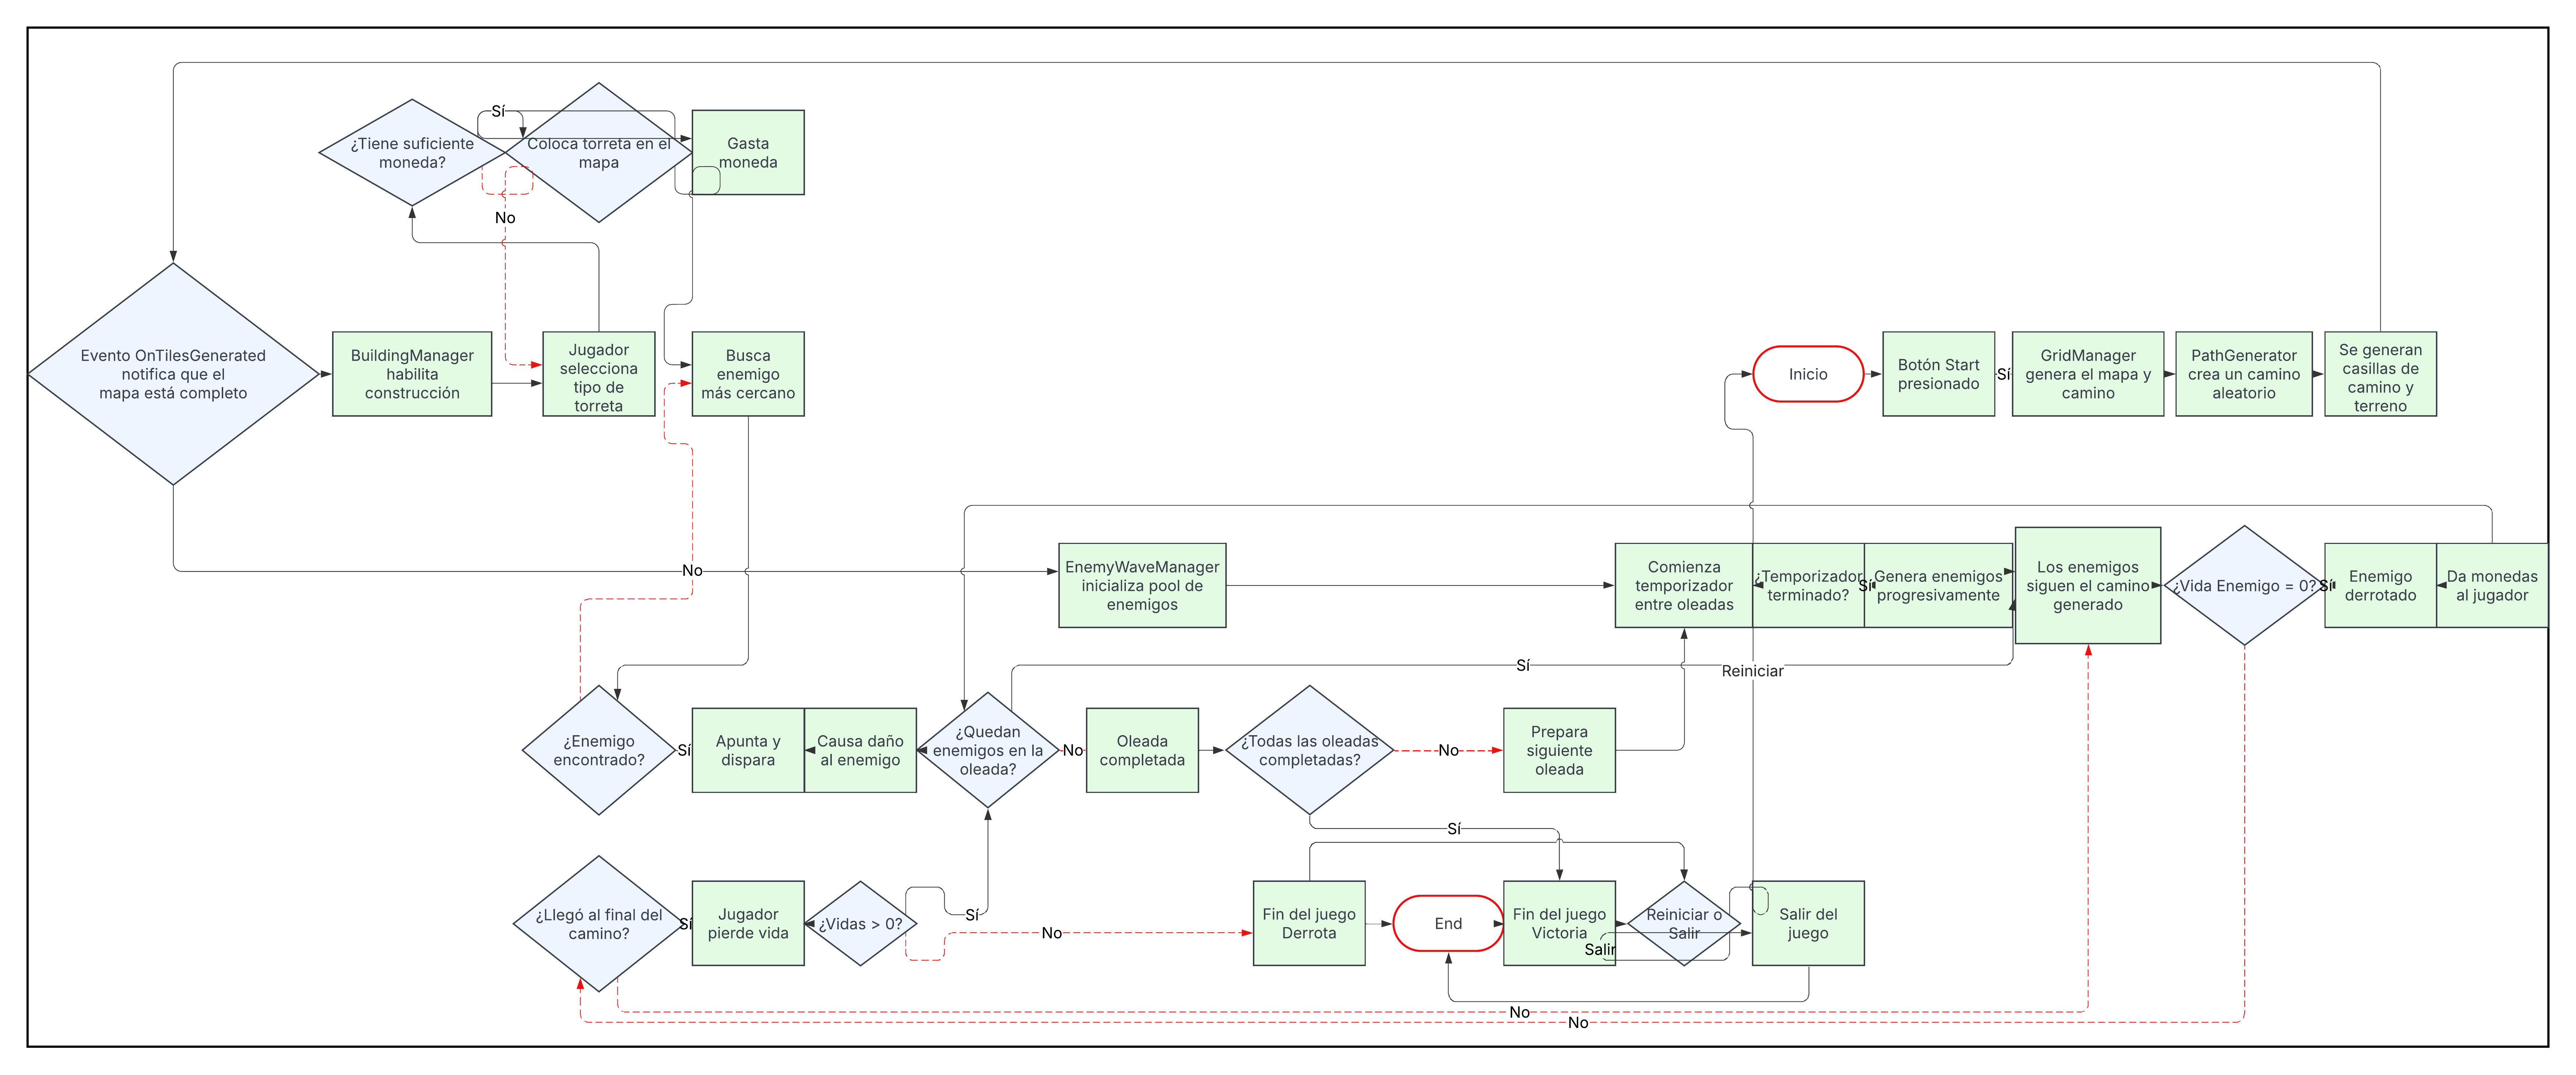 Sí
¿Tiene suficiente
moneda?
Coloca torreta en el
mapa
Gasta
moneda
No
Evento OnTilesGenerated
notifica que el
mapa está completo
BuildingManager
habilita
construcción
Jugador
selecciona
tipo de
torreta
Busca
enemigo
más cercano
Inicio
Botón Start
presionado
Sí
GridManager
genera el mapa y
camino
PathGenerator
crea un camino
aleatorio
Se generan
casillas de
camino y
terreno
No
EnemyWaveManager
inicializa pool de
enemigos
Comienza
temporizador
entre oleadas
¿Temporizador
terminado?
Sí
Genera enemigos
progresivamente
Los enemigos
siguen el camino
generado
¿Vida Enemigo = 0?
Sí
Enemigo
derrotado
Da monedas
al jugador
Sí
Reiniciar
¿Enemigo
encontrado?
Sí
Apunta y
dispara
Causa daño
al enemigo
¿Quedan
enemigos en la
oleada?
No
Oleada
completada
¿Todas las oleadas
completadas?
No
Prepara
siguiente
oleada
Sí
¿Llegó al final del
camino?
Sí
Jugador
pierde vida
¿Vidas > 0?
Sí
No
Fin del juego
Derrota
End
Fin del juego
Victoria
Reiniciar o
Salir
Salir
Salir del
juego
No
No